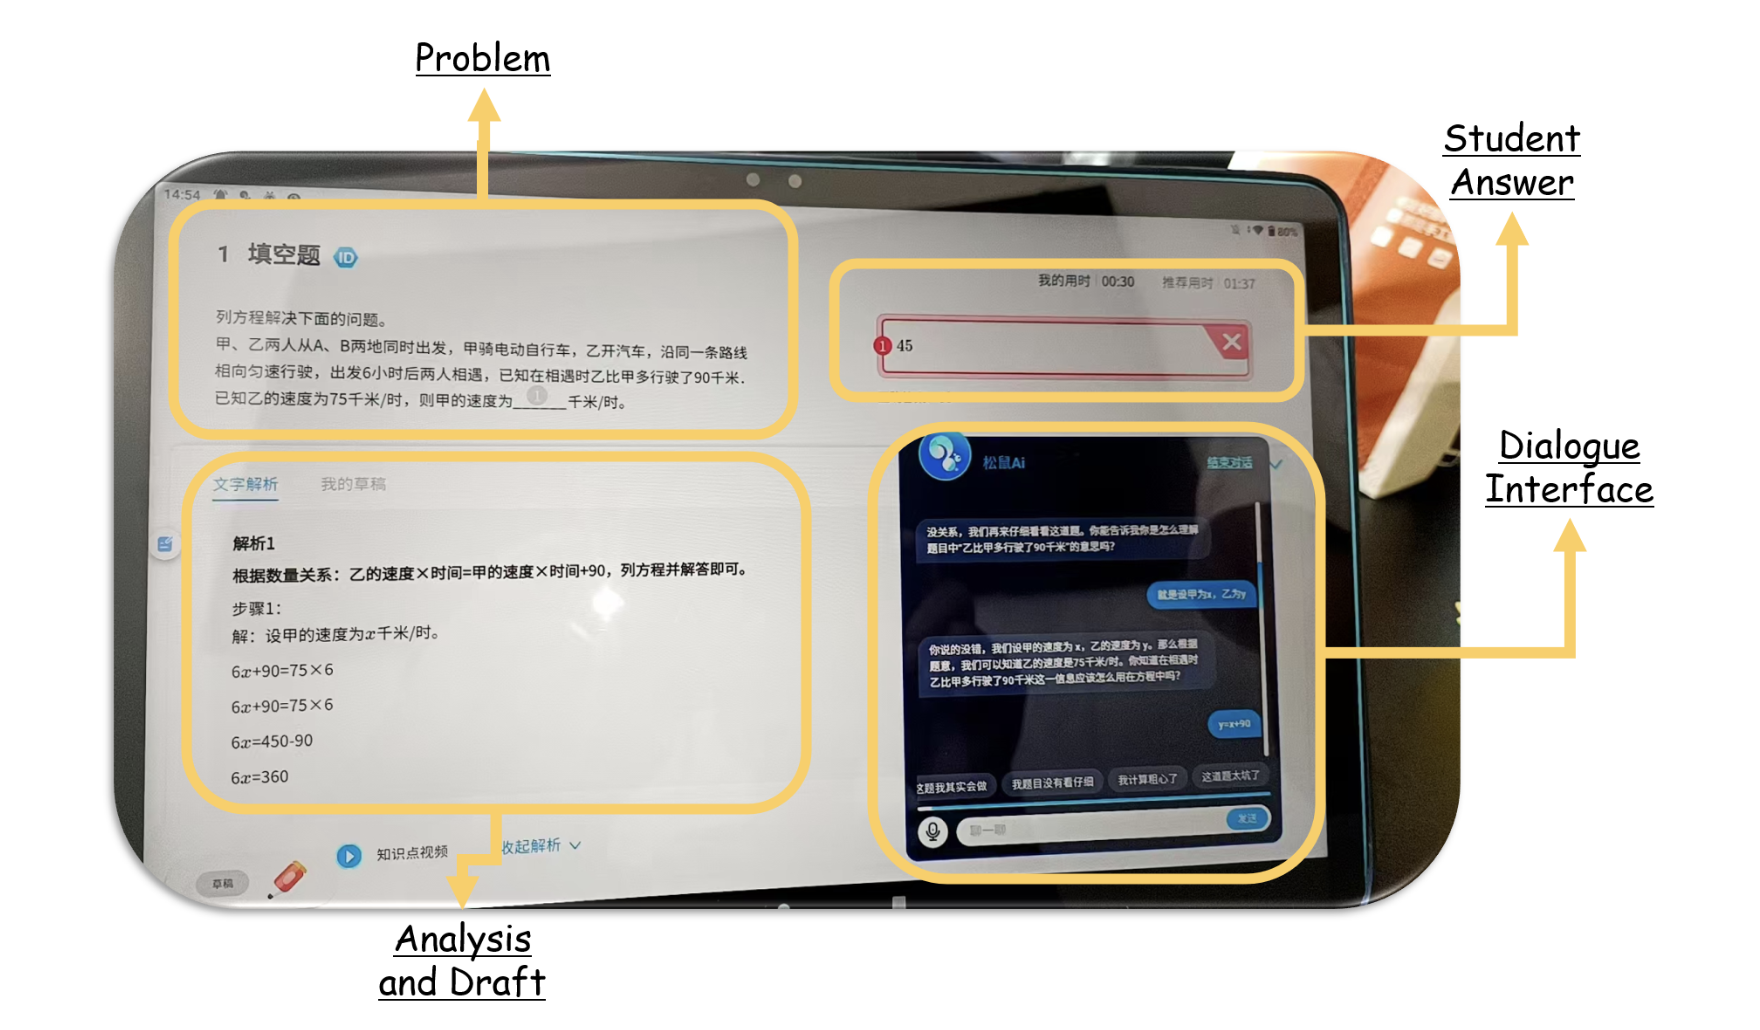 Problem
Student
Answer
14:54
80%
1 填空题 ID
列方程解决下面的问题。
甲、乙两人从A、B两地同时出发，甲骑电动自行车，乙开汽车，沿同一条路线
相向匀速行驶，出发6小时后两人相遇，已知在相遇时乙比甲多行驶了90千米．
已知乙的速度为75千米/时，则甲的速度为______千米/时。
1
我的用时 00:30 推荐用时 01:37
1 45
Dialogue
Interface
文字解析 我的草稿
解析1
根据数量关系：乙的速度×时间=甲的速度×时间+90，列方程并解答即可。
步骤1：
解：设甲的速度为x千米/时。
6x+90=75×6
6x+90=75×6
6x=450-90
6x=360
知识点视频 收起解析
草稿
松鼠Ai 结束对话
没关系，我们再来仔细看看这道题。你能告诉我你是怎么理解
题目中“乙比甲多行驶了90千米”的意思吗？
就是设甲为x，乙为y
你说的没错，我们设甲的速度为 x，乙的速度为 y。那么根据
题意，我们可以知道乙的速度是75千米/时。你知道在相遇时
乙比甲多行驶了90千米这一信息应该怎么用在方程中吗？
y=x+90
这题我其实会做 我题目没有看仔细 我计算粗心了 这道题太坑了
聊一聊 发送
Analysis
and Draft